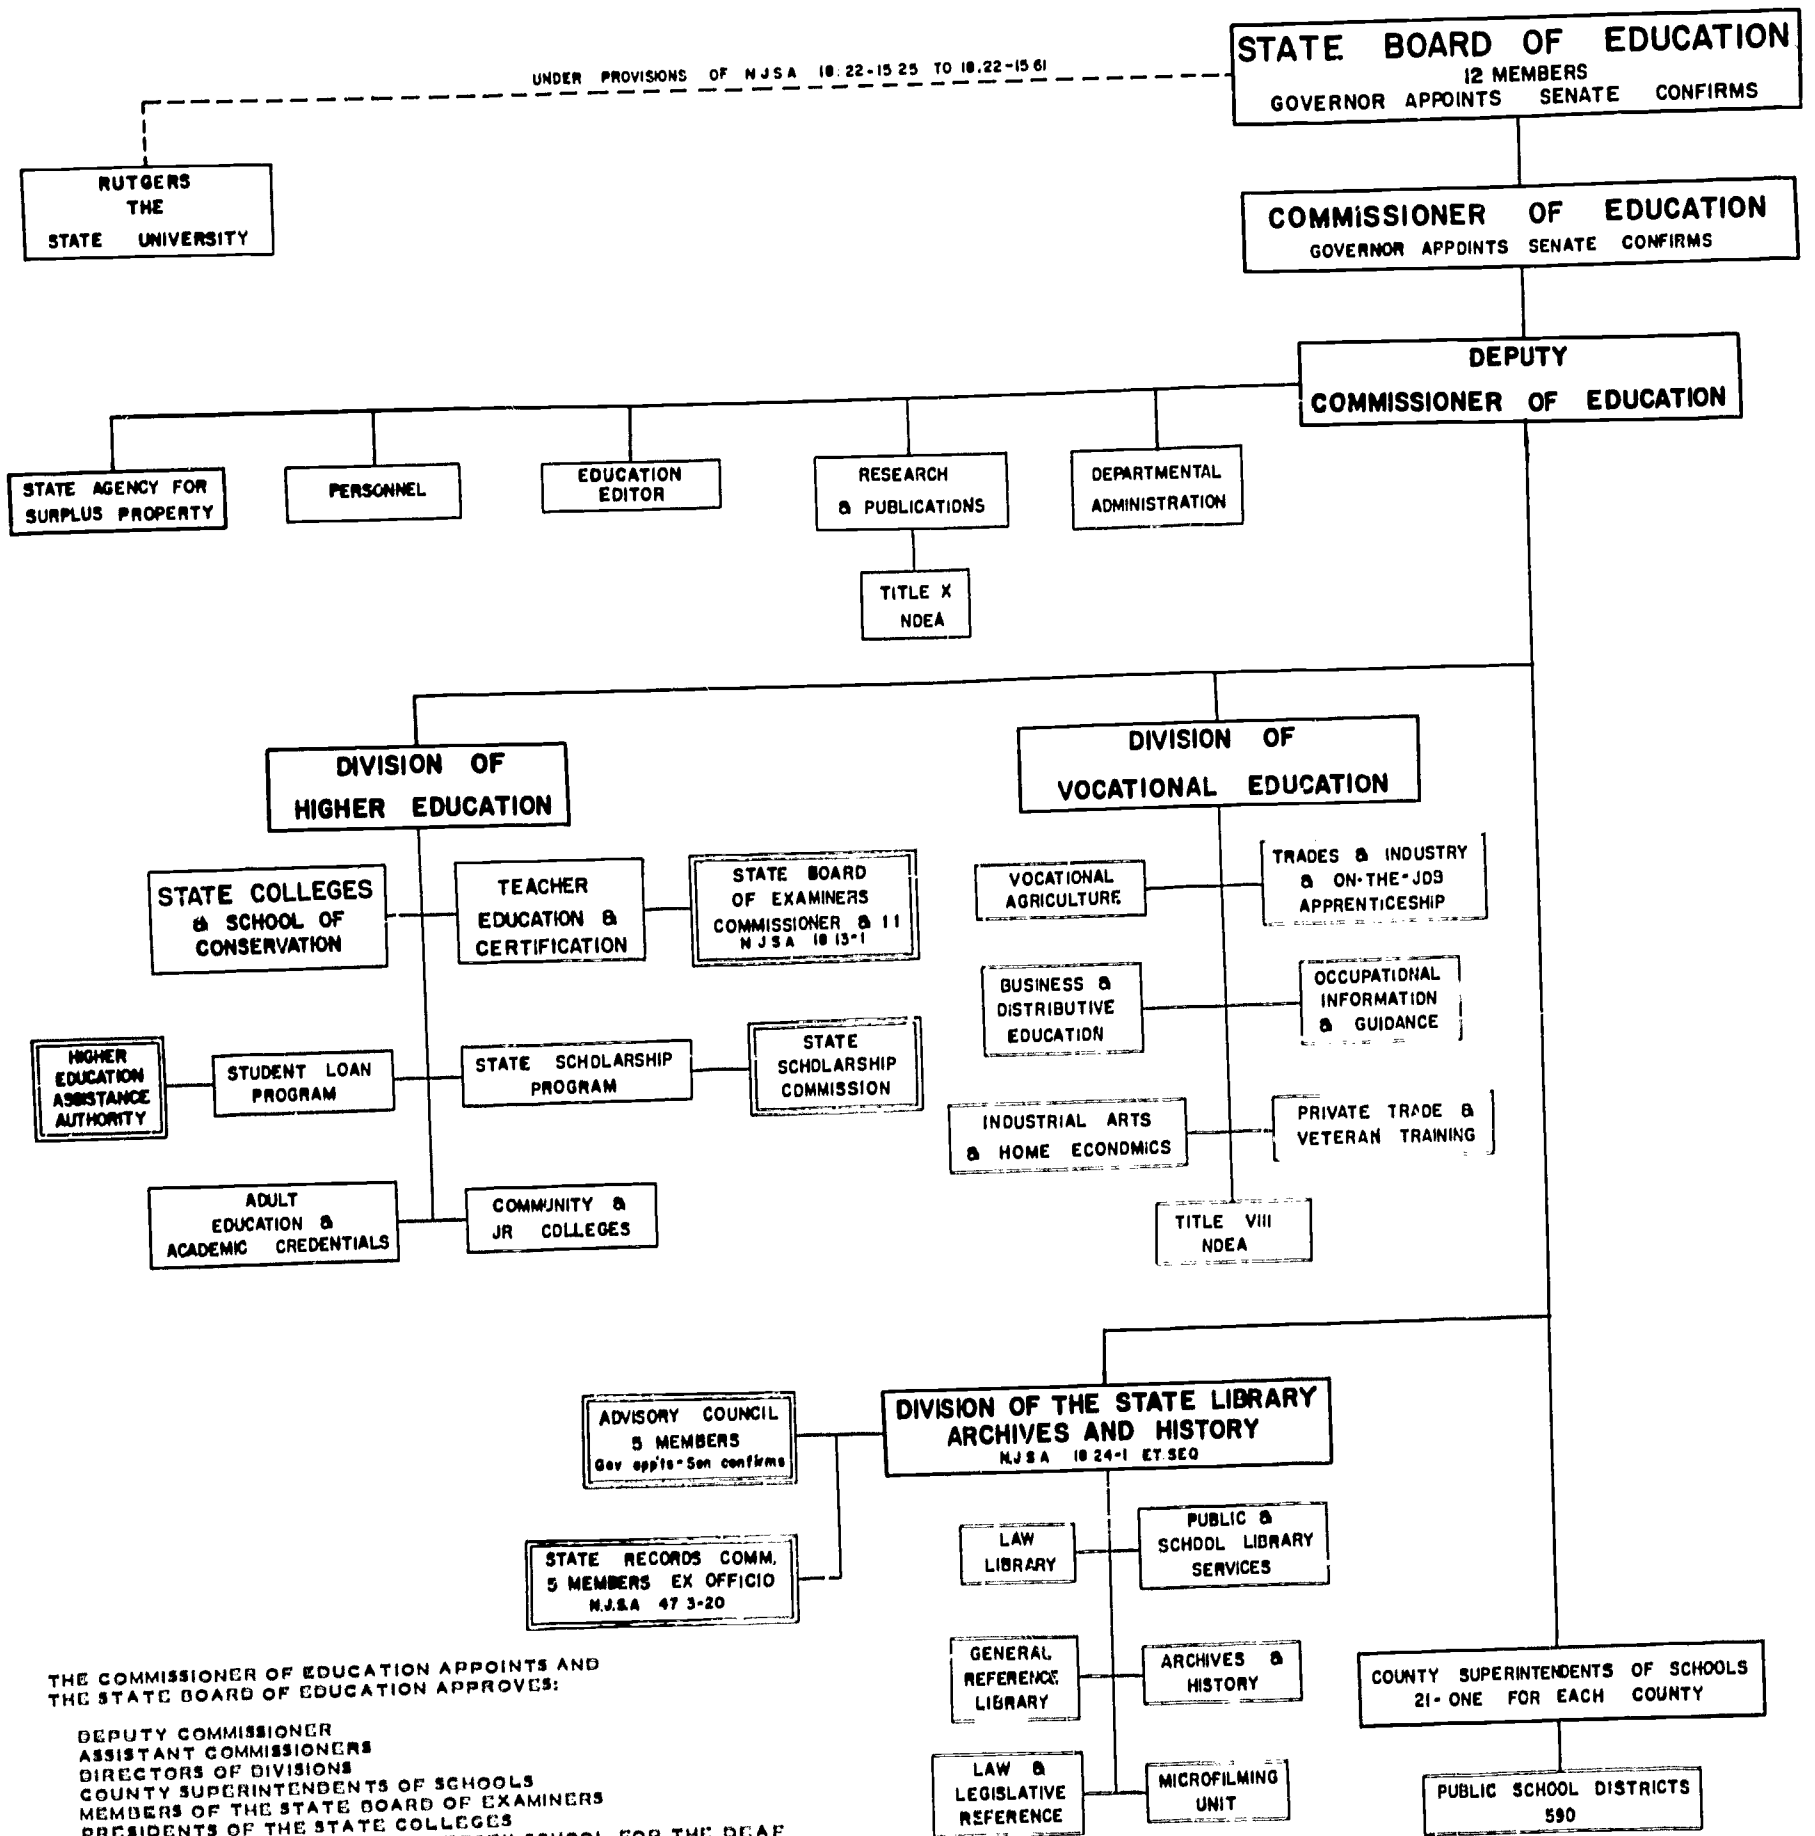 STATE BOARD OF EDUCATION
12 MEMBERS
GOVERNOR APPOINTS SENATE CONFIRMS
UNDER PROVISIONS OF NJSA 18:22-15 25 TO 18.22-15 61
RUTGERS
THE
STATE UNIVERSITY
COMMISSIONER OF EDUCATION
GOVERNOR APPOINTS SENATE CONFIRMS
DEPUTY
COMMISSIONER OF EDUCATION
STATE AGENCY FOR
SURPLUS PROPERTY
PERSONNEL
EDUCATION
EDITOR
RESEARCH
& PUBLICATIONS
DEPARTMENTAL
ADMINISTRATION
TITLE X
NDEA
DIVISION OF
HIGHER EDUCATION
STATE COLLEGES
& SCHOOL OF
CONSERVATION
TEACHER
EDUCATION &
CERTIFICATION
STATE BOARD
OF EXAMINERS
COMMISSIONER & 11
N J S A 18 13-1
HIGHER
EDUCATION
ASSISTANCE
AUTHORITY
STUDENT LOAN
PROGRAM
STATE SCHOLARSHIP
PROGRAM
STATE
SCHOLARSHIP
COMMISSION
ADULT
EDUCATION &
ACADEMIC CREDENTIALS
COMMUNITY &
JR COLLEGES
DIVISION OF
VOCATIONAL EDUCATION
VOCATIONAL
AGRICULTURE
TRADES & INDUSTRY
& ON-THE-JOB
APPRENTICESHIP
BUSINESS &
DISTRIBUTIVE
EDUCATION
OCCUPATIONAL
INFORMATION
& GUIDANCE
INDUSTRIAL ARTS
& HOME ECONOMICS
PRIVATE TRADE &
VETERAN TRAINING
TITLE VIII
NDEA
DIVISION OF THE STATE LIBRARY
ARCHIVES AND HISTORY
N.J S A 18 24-1 ET.SEQ
ADVISORY COUNCIL
5 MEMBERS
Gov appts-Sen confirms
STATE RECORDS COMM.
5 MEMBERS EX OFFICIO
N.J.S.A 47 3-20
LAW
LIBRARY
PUBLIC &
SCHOOL LIBRARY
SERVICES
GENERAL
REFERENCE
LIBRARY
ARCHIVES &
HISTORY
LAW &
LEGISLATIVE
REFERENCE
MICROFILMING
UNIT
COUNTY SUPERINTENDENTS OF SCHOOLS
21- ONE FOR EACH COUNTY
PUBLIC SCHOOL DISTRICTS
590
THE COMMISSIONER OF EDUCATION APPOINTS AND
THE STATE BOARD OF EDUCATION APPROVES:
DEPUTY COMMISSIONER
ASSISTANT COMMISSIONERS
DIRECTORS OF DIVISIONS
COUNTY SUPERINTENDENTS OF SCHOOLS
MEMBERS OF THE STATE BOARD OF EXAMINERS
PRESIDENTS OF THE STATE COLLEGES
SCHOOL FOR THE DEAF